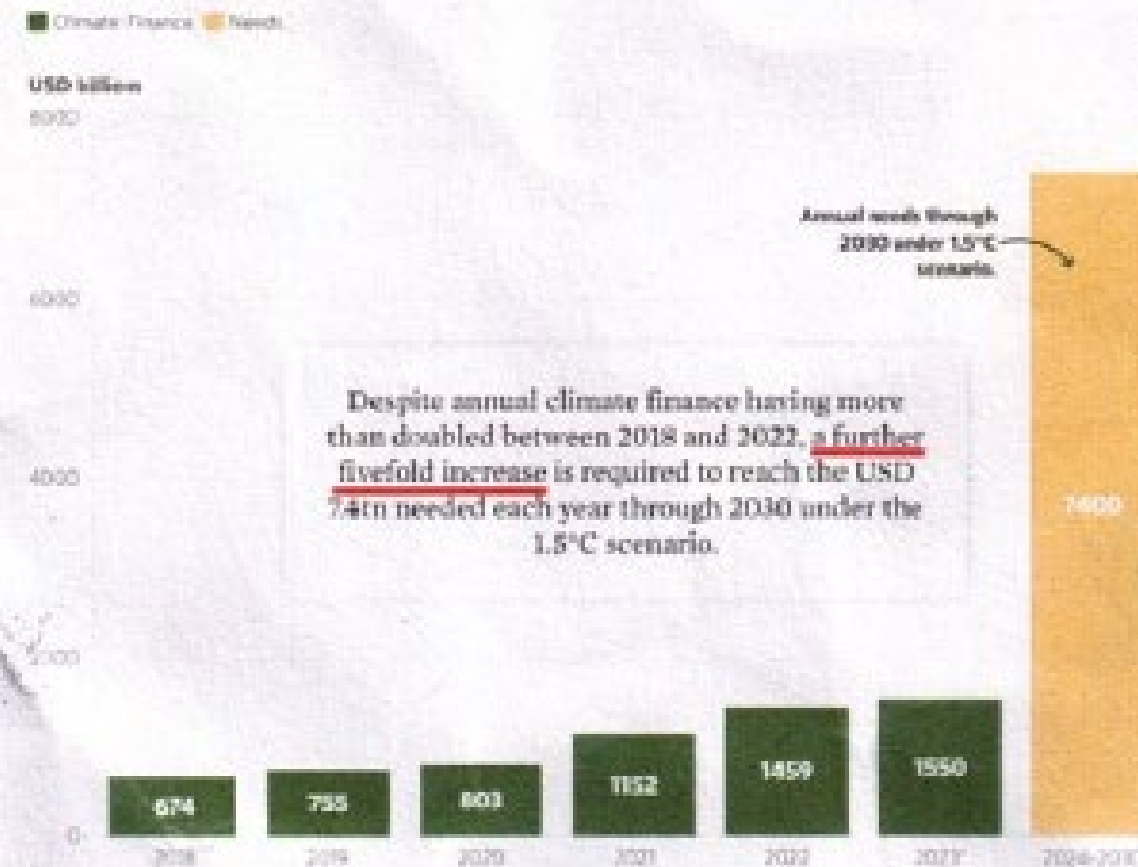 Climate Finance Needs
USD billion
8000
Annual needs through
2030 under 1.5°C
scenario.
6000
Despite annual climate finance having more
than doubled between 2018 and 2022, a further
fivefold increase is required to reach the USD
7.4tn needed each year through 2030 under the
1.5°C scenario.
4000
7400
2000
674 755 803 1152 1459 1550
0
2018 2019 2020 2021 2022